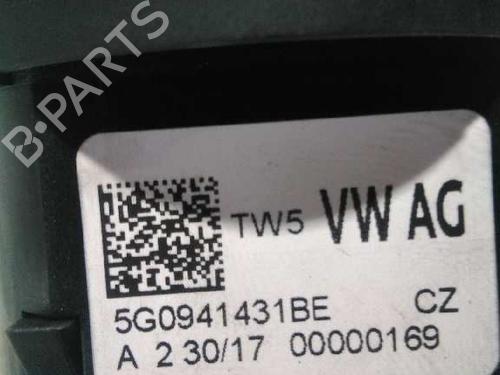 B-PARTS
TW5 VW AG
5G0941431BE CZ
A 2 30/17 00000169